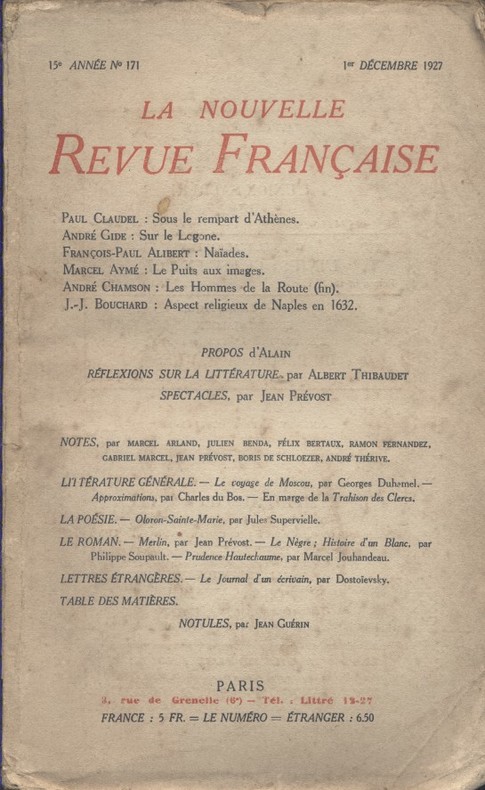 15e ANNÉE No 171
1er DÉCEMBRE 1927
LA NOUVELLE
REVUE FRANÇAISE
PAUL CLAUDEL : Sous le rempart d'Athènes.
ANDRÉ GIDE : Sur le Logone.
FRANÇOIS-PAUL ALIBERT : Naïades.
MARCEL AYMÉ : Le Puits aux images.
ANDRÉ CHAMSON : Les Hommes de la Route (fin).
J.-J. BOUCHARD : Aspect religieux de Naples en 1632.
PROPOS d'ALAIN
RÉFLEXIONS SUR LA LITTÉRATURE, par ALBERT THIBAUDET
SPECTACLES, par JEAN PRÉVOST
NOTES, par MARCEL ARLAND, JULIEN BENDA, FÉLIX BERTAUX, RAMON FERNANDEZ,
GABRIEL MARCEL, JEAN PRÉVOST, BORIS DE SCHLOEZER, ANDRÉ THÉRIVE.
LITTÉRATURE GÉNÉRALE. — Le voyage de Moscou, par Georges Duhamel. —
Approximations, par Charles du Bos. — En marge de la Trahison des Clercs.
LA POÉSIE. — Oloron-Sainte-Marie, par Jules Supervielle.
LE ROMAN. — Merlin, par Jean Prévost. — Le Nègre ; Histoire d'un Blanc, par
Philippe Soupault. — Prudence Hautechaume, par Marcel Jouhandeau.
LETTRES ÉTRANGÈRES. — Le Journal d'un écrivain, par Dostoïevsky.
TABLE DES MATIÈRES.
NOTULES, par JEAN GUÉRIN
PARIS
3, rue de Grenelle (6e) — Tél. : Littré 12-27
FRANCE : 5 FR. = LE NUMÉRO = ÉTRANGER : 6.50